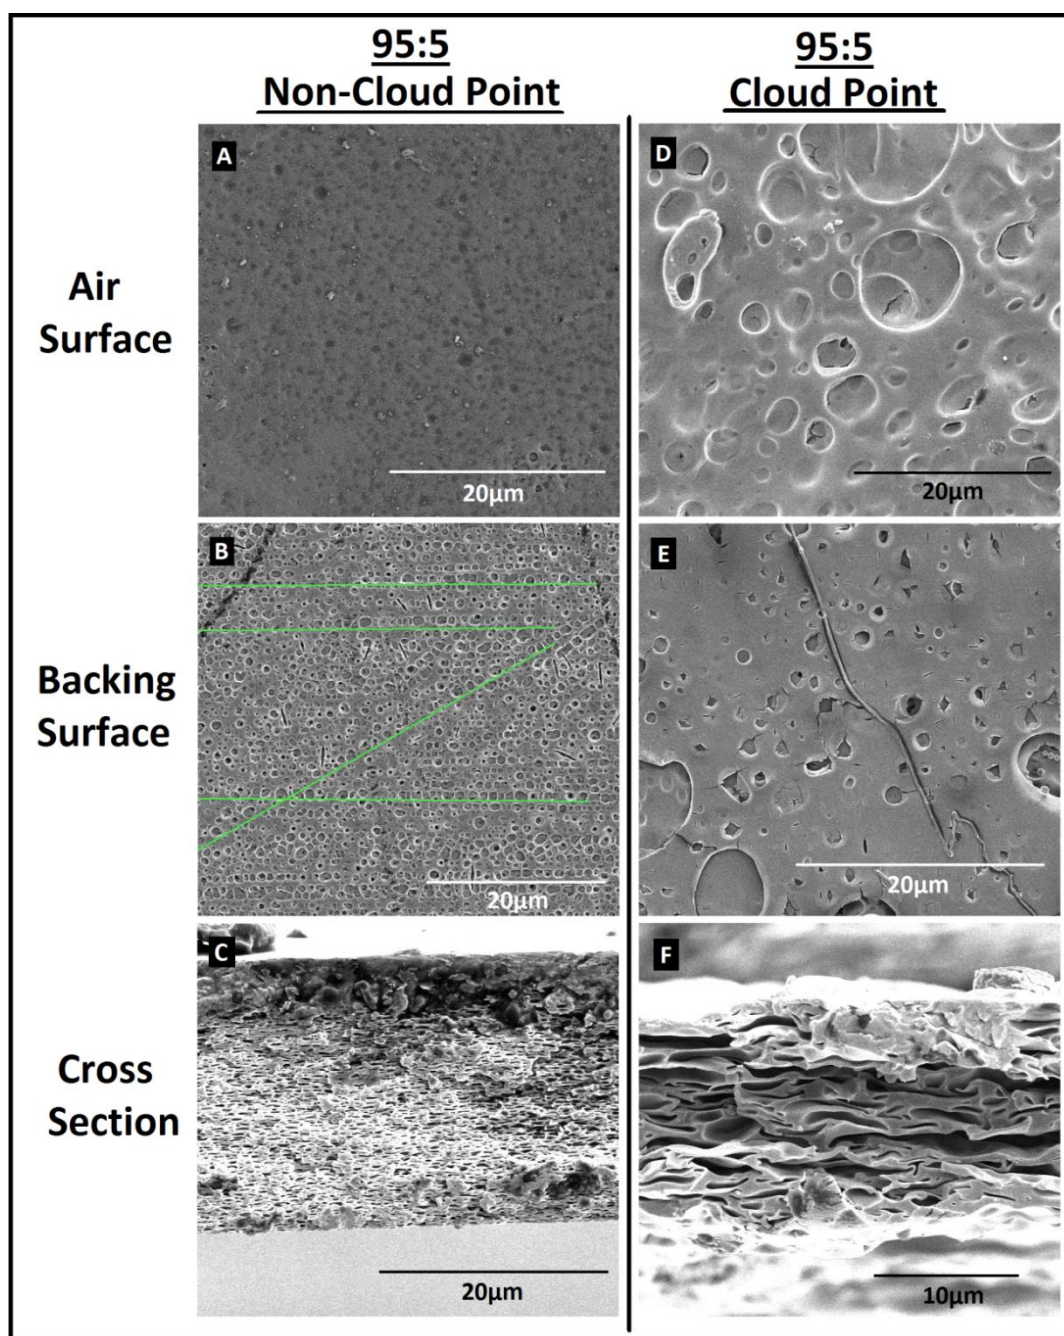 95:5
Non-Cloud Point
95:5
Cloud Point
Air
Surface
A
20μm
D
20μm
Backing
Surface
B
20μm
E
20μm
Cross
Section
C
20μm
F
10μm